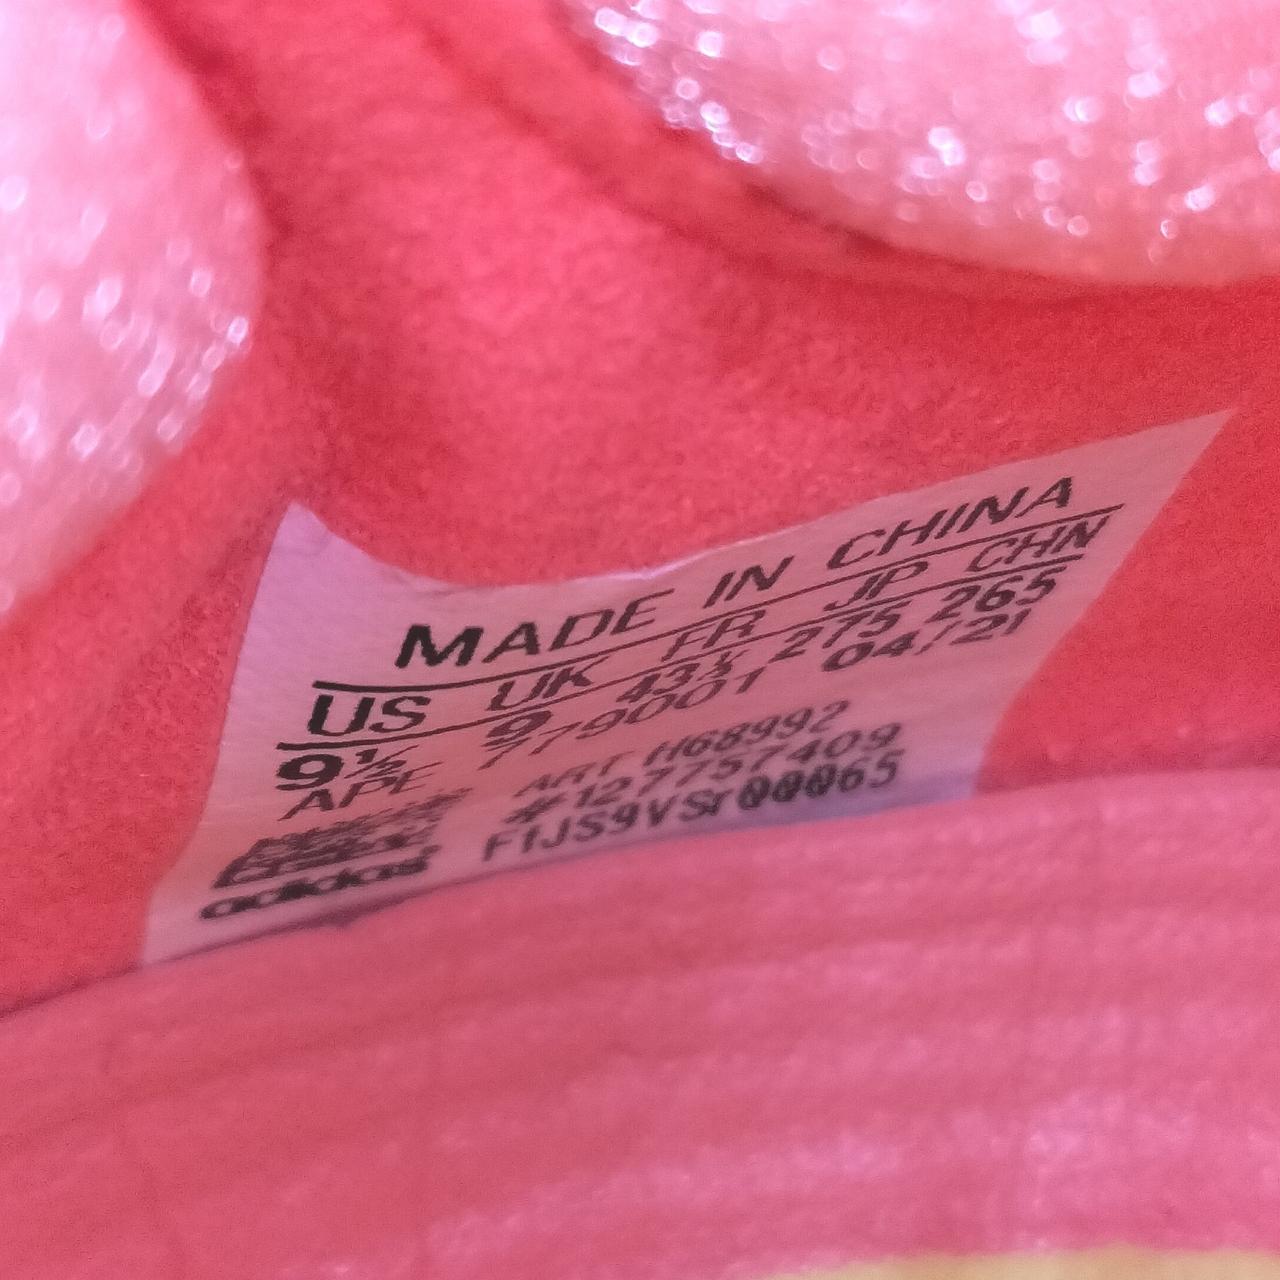 MADE IN CHINA
US UK FR JP CHN
9½ 9 43⅓ 275 265
APE 779001 04/21
ART H68992
#127757409
F1JS9VSr00065
adidas